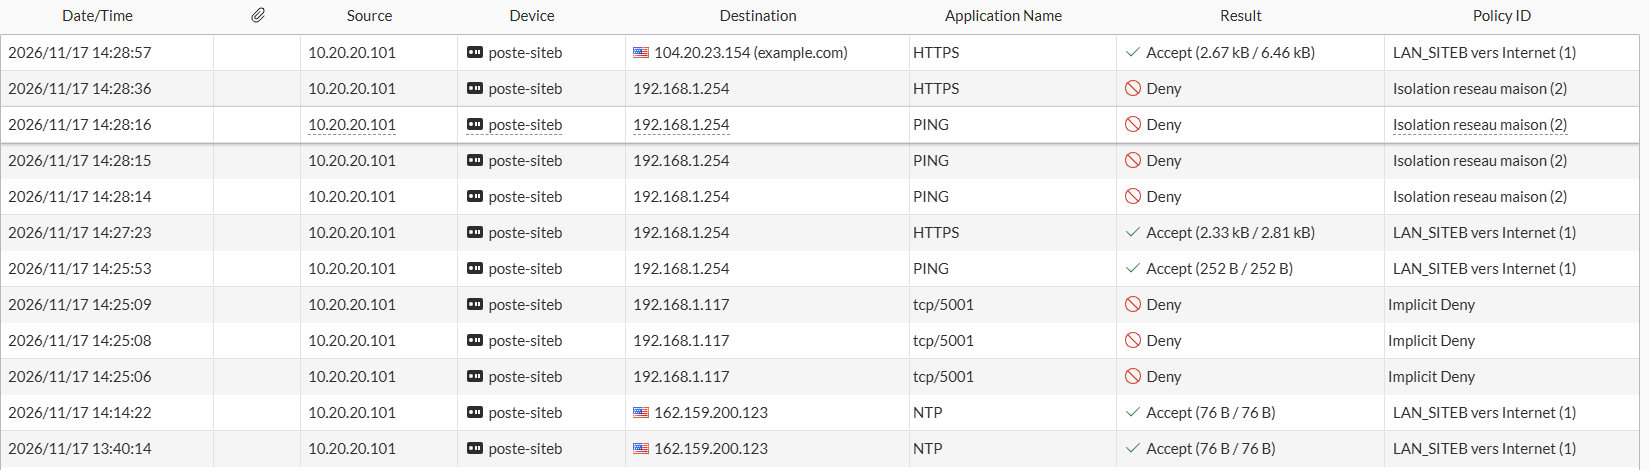 Date/Time Source Device Destination Application Name Result Policy ID
2026/11/17 14:28:57 10.20.20.101 poste-siteb 104.20.23.154 (example.com) HTTPS Accept (2.67 kB / 6.46 kB) LAN_SITEB vers Internet (1)
2026/11/17 14:28:36 10.20.20.101 poste-siteb 192.168.1.254 HTTPS Deny Isolation reseau maison (2)
2026/11/17 14:28:16 10.20.20.101 poste-siteb 192.168.1.254 PING Deny Isolation reseau maison (2)
2026/11/17 14:28:15 10.20.20.101 poste-siteb 192.168.1.254 PING Deny Isolation reseau maison (2)
2026/11/17 14:28:14 10.20.20.101 poste-siteb 192.168.1.254 PING Deny Isolation reseau maison (2)
2026/11/17 14:27:23 10.20.20.101 poste-siteb 192.168.1.254 HTTPS Accept (2.33 kB / 2.81 kB) LAN_SITEB vers Internet (1)
2026/11/17 14:25:53 10.20.20.101 poste-siteb 192.168.1.254 PING Accept (252 B / 252 B) LAN_SITEB vers Internet (1)
2026/11/17 14:25:09 10.20.20.101 poste-siteb 192.168.1.117 tcp/5001 Deny Implicit Deny
2026/11/17 14:25:08 10.20.20.101 poste-siteb 192.168.1.117 tcp/5001 Deny Implicit Deny
2026/11/17 14:25:06 10.20.20.101 poste-siteb 192.168.1.117 tcp/5001 Deny Implicit Deny
2026/11/17 14:14:22 10.20.20.101 poste-siteb 162.159.200.123 NTP Accept (76 B / 76 B) LAN_SITEB vers Internet (1)
2026/11/17 13:40:14 10.20.20.101 poste-siteb 162.159.200.123 NTP Accept (76 B / 76 B) LAN_SITEB vers Internet (1)